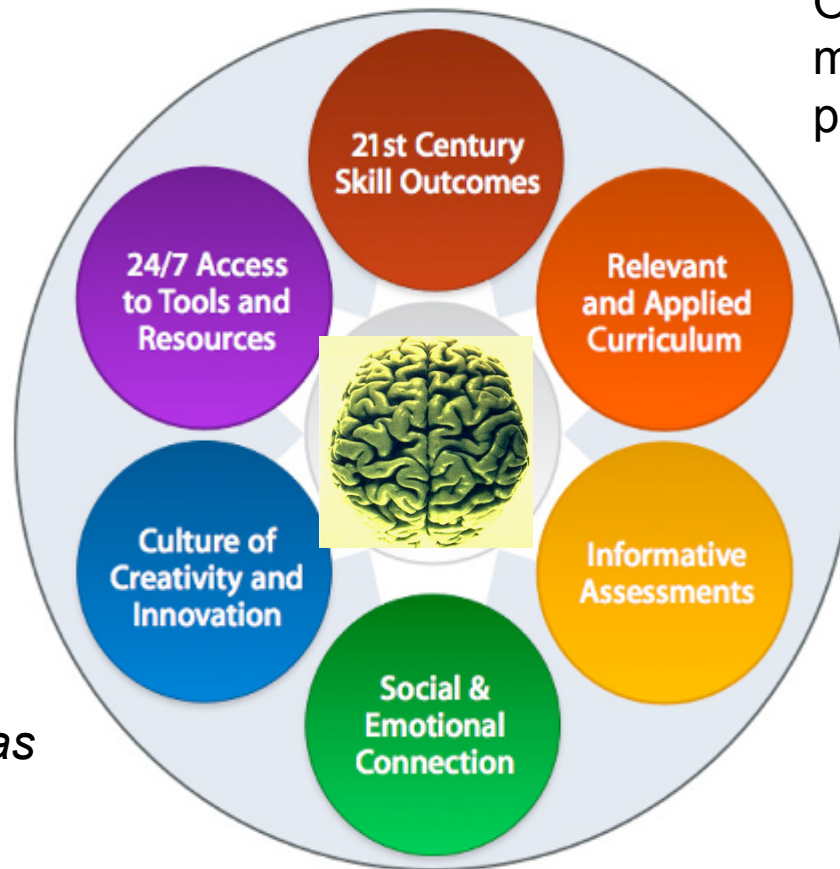 21st Century
Skill Outcomes
Relevant
and Applied
Curriculum
Informative
Assessments
Social &
Emotional
Connection
Culture of
Creativity and
Innovation
24/7 Access
to Tools and
Resources
as